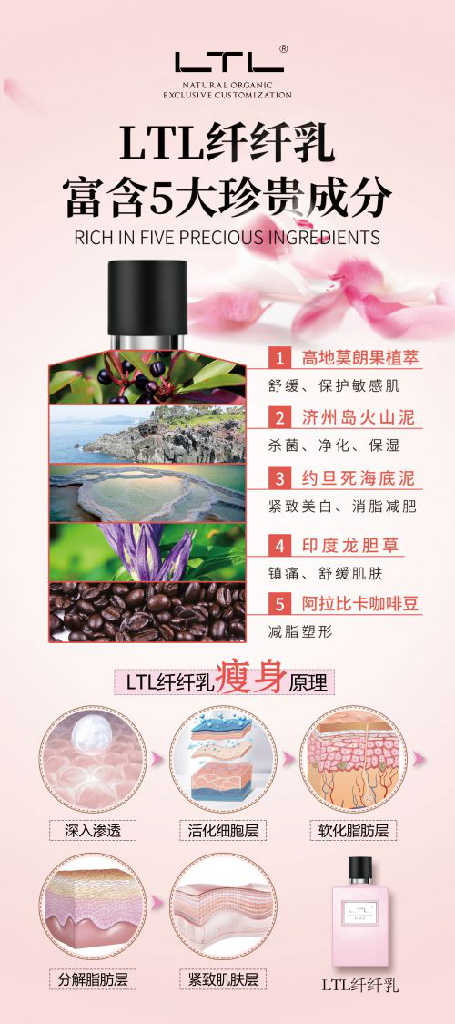 LTL®
NATURAL ORGANIC
EXCLUSIVE CUSTOMIZATION
LTL纤纤乳
富含5大珍贵成分
RICH IN FIVE PRECIOUS INGREDIENTS
1 高地莫朗果植萃
舒缓、保护敏感肌
2 济州岛火山泥
杀菌、净化、保湿
3 约旦死海底泥
紧致美白、消脂减肥
4 印度龙胆草
镇痛、舒缓肌肤
5 阿拉比卡咖啡豆
减脂塑形
LTL纤纤乳瘦身原理
深入渗透
活化细胞层
软化脂肪层
分解脂肪层
紧致肌肤层
LTL
LTL纤纤乳